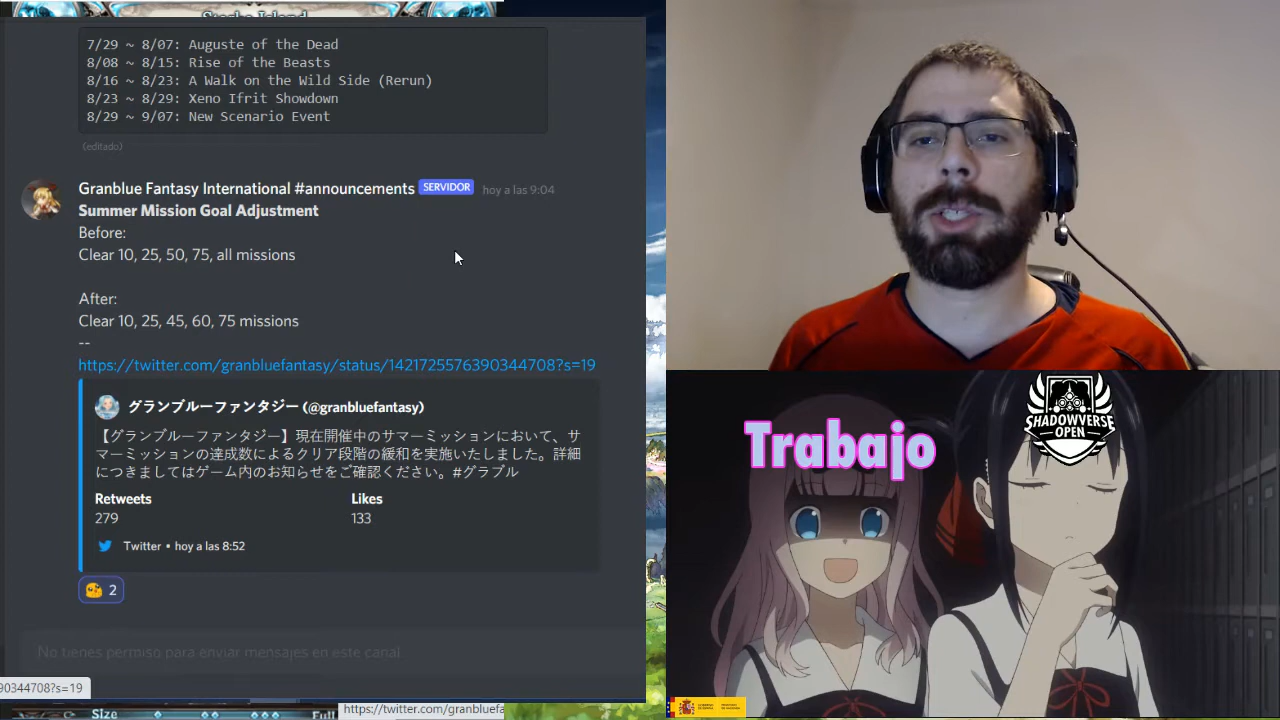 7/29 ~ 8/07: Auguste of the Dead
8/08 ~ 8/15: Rise of the Beasts
8/16 ~ 8/23: A Walk on the Wild Side (Rerun)
8/23 ~ 8/29: Xeno Ifrit Showdown
8/29 ~ 9/07: New Scenario Event
(editado)
Granblue Fantasy International #announcements SERVIDOR hoy a las 9:04
Summer Mission Goal Adjustment
Before:
Clear 10, 25, 50, 75, all missions
After:
Clear 10, 25, 45, 60, 75 missions
--
https://twitter.com/granbluefantasy/status/1421725576390344708?s=19
グランブルーファンタジー (@granbluefantasy)
【グランブルーファンタジー】現在開催中のサマーミッションにおいて、サ
マーミッションの達成数によるクリア段階の緩和を実施いたしました。詳細
につきましてはゲーム内のお知らせをご確認ください。#グラブル
Retweets Likes
279 133
Twitter • hoy a las 8:52
2
No tienes permiso para enviar mensajes en este canal.
90344708?s=19
https://twitter.com/granbluefa
Size
Full
Trabajo
SHADOWVERSE
OPEN